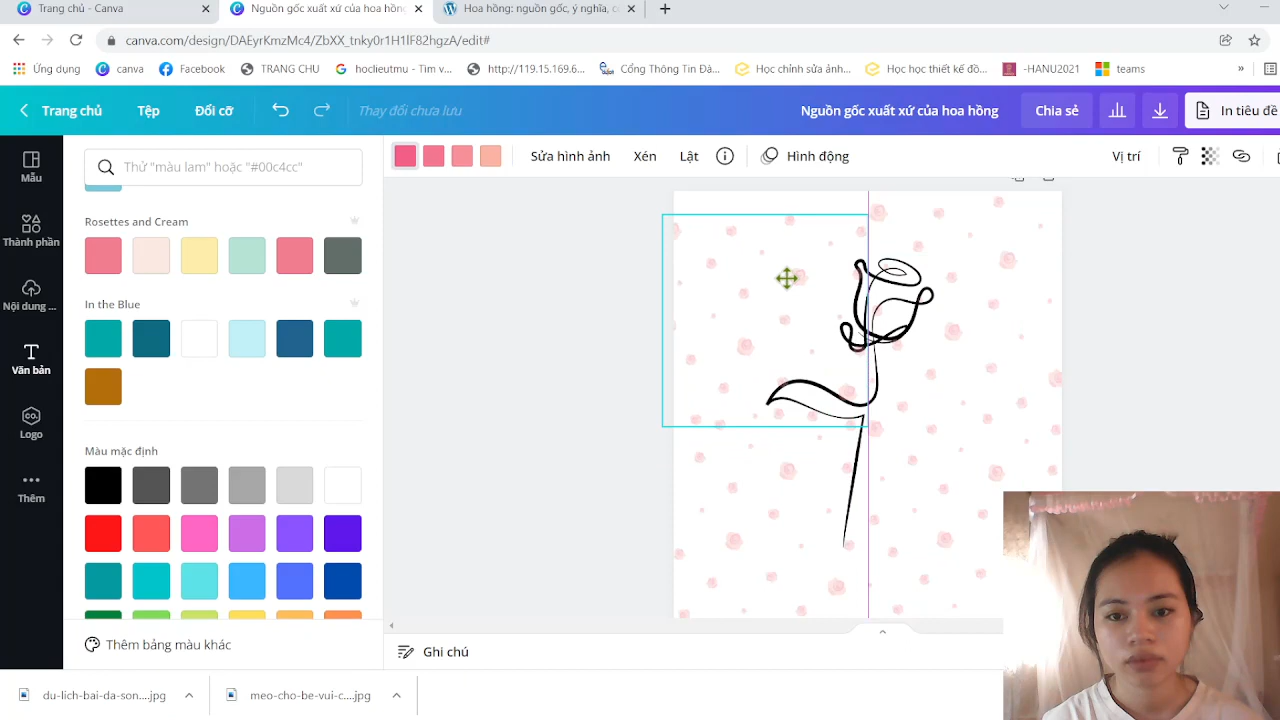 Trang chủ - Canva
Nguồn gốc xuất xứ của hoa hồng
Hoa hồng: nguồn gốc, ý nghĩa, c
canva.com/design/DAEyrKmzMc4/ZbXX_tnky0r1H1lF82hgzA/edit#
Ứng dụng canva Facebook TRANG CHU hoclieutmu - Tìm v... http://119.15.169.6... Cổng Thông Tin Đà... Học chỉnh sửa ảnh... Học học thiết kế đồ... -HANU2021 teams »
Trang chủ Tệp Đổi cỡ Thay đổi chưa lưu Nguồn gốc xuất xứ của hoa hồng Chia sẻ In tiêu đề
Thử "màu lam" hoặc "#00c4cc"
Sửa hình ảnh Xén Lật Hình động Vị trí
Mẫu
Thành phần
Nội dung ...
Văn bản
Logo
Thêm
Rosettes and Cream
In the Blue
Màu mặc định
Thêm bảng màu khác
Ghi chú
du-lich-bai-da-son....jpg
meo-cho-be-vui-c....jpg